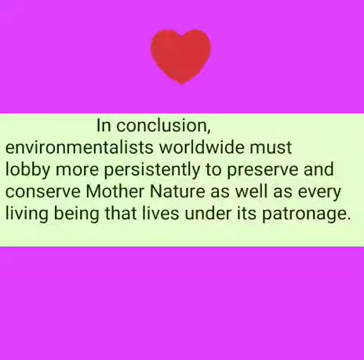 In conclusion,
environmentalists worldwide must
lobby more persistently to preserve and
conserve Mother Nature as well as every
living being that lives under its patronage.